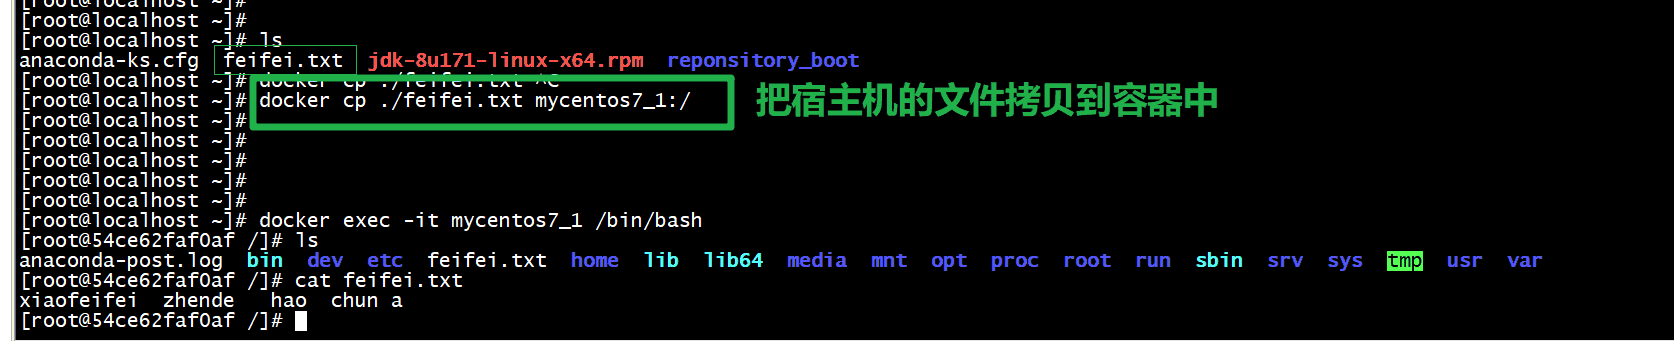 [root@localhost ~]#
[root@localhost ~]#
[root@localhost ~]# ls
anaconda-ks.cfg feifei.txt jdk-8u171-linux-x64.rpm reponsitory_boot
[root@localhost ~]# docker cp ./feifei.txt ^C
[root@localhost ~]# docker cp ./feifei.txt mycentos7_1:/
把宿主机的文件拷贝到容器中
[root@localhost ~]#
[root@localhost ~]#
[root@localhost ~]#
[root@localhost ~]#
[root@localhost ~]#
[root@localhost ~]# docker exec -it mycentos7_1 /bin/bash
[root@54ce62faf0af /]# ls
anaconda-post.log bin dev etc feifei.txt home lib lib64 media mnt opt proc root run sbin srv sys tmp usr var
[root@54ce62faf0af /]# cat feifei.txt
xiaofeifei zhende hao chun a
[root@54ce62faf0af /]#